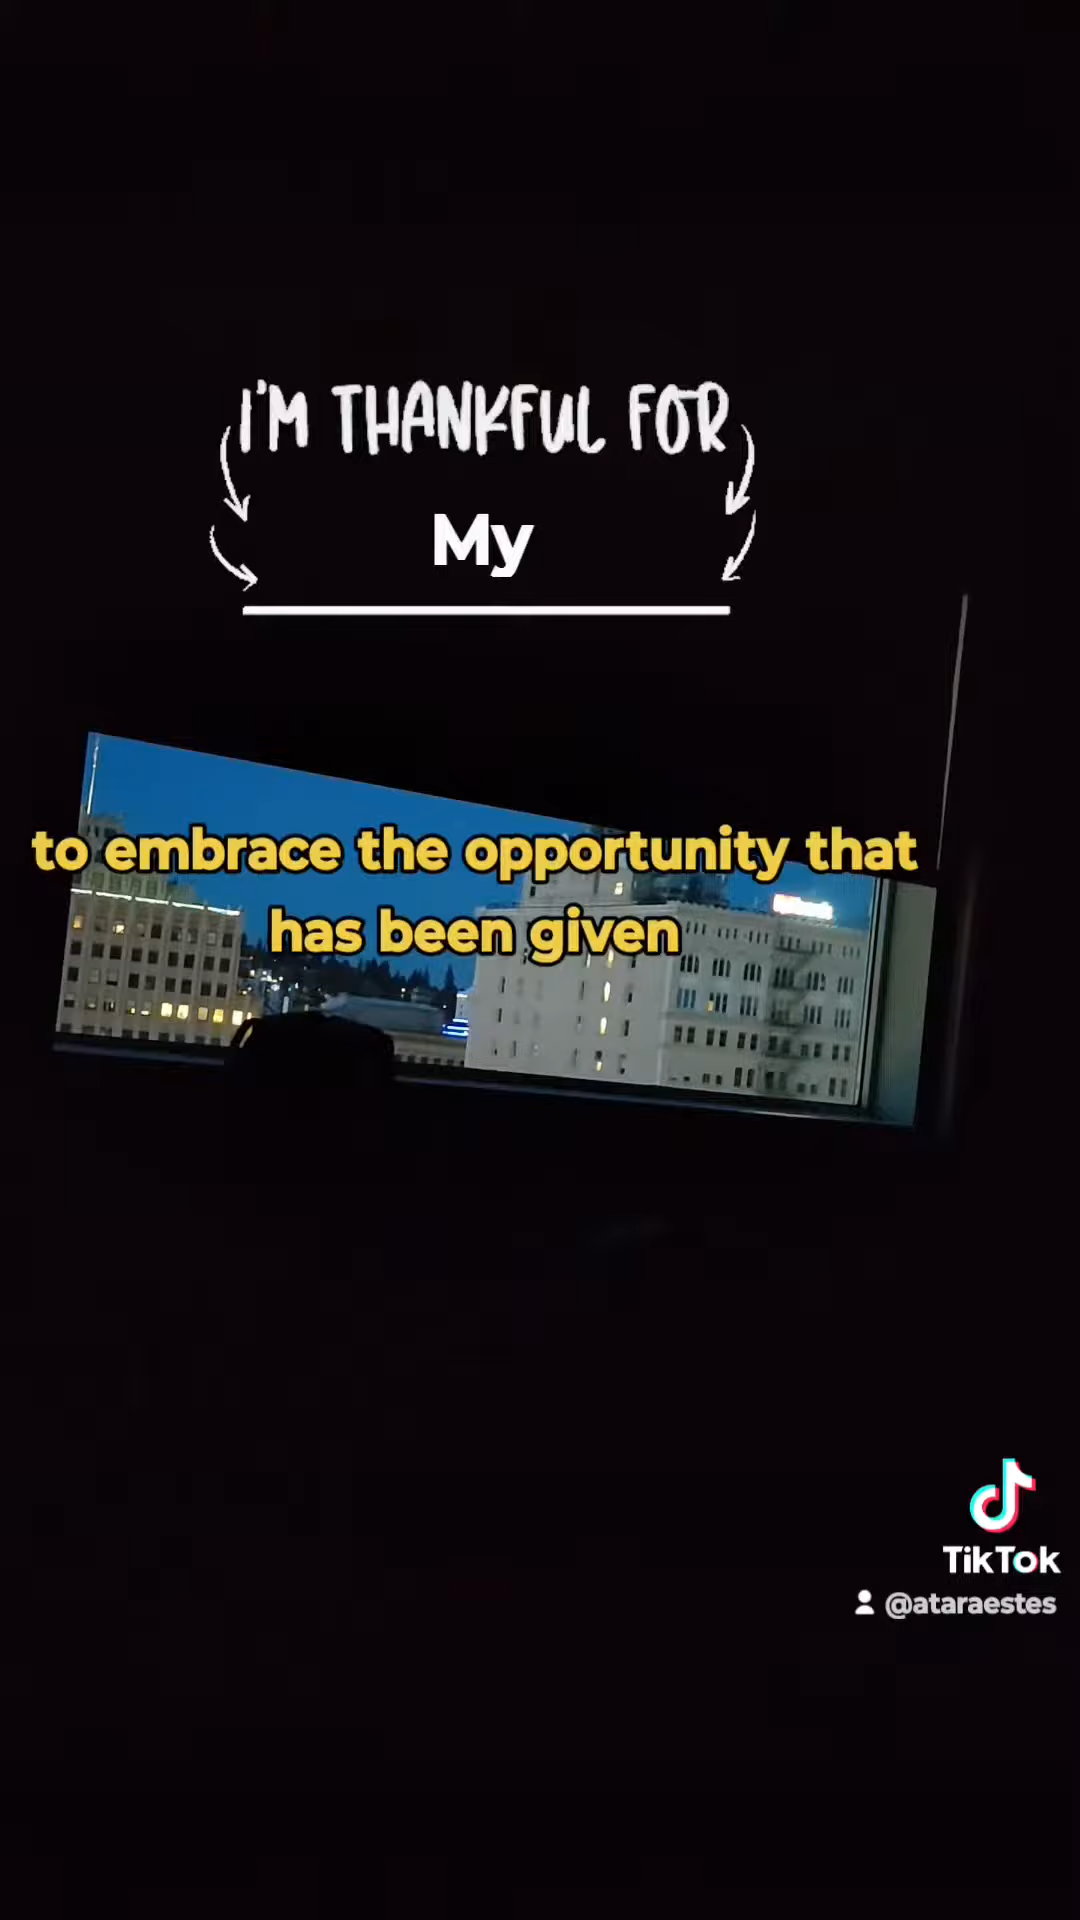 I'M THANKFUL FOR
My
to embrace the opportunity that
has been given
TikTok
@ataraestes